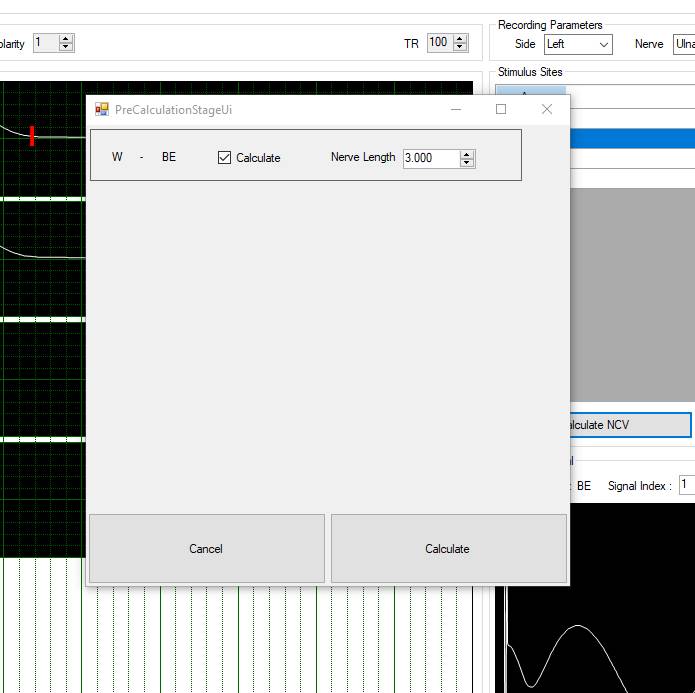 Recording Parameters
olarity 1 TR 100 Side Left Nerve Ulna
Stimulus Sites
PreCalculationStageUi
W - BE Calculate Nerve Length 3.000
alculate NCV
: BE Signal Index : 1
Cancel Calculate